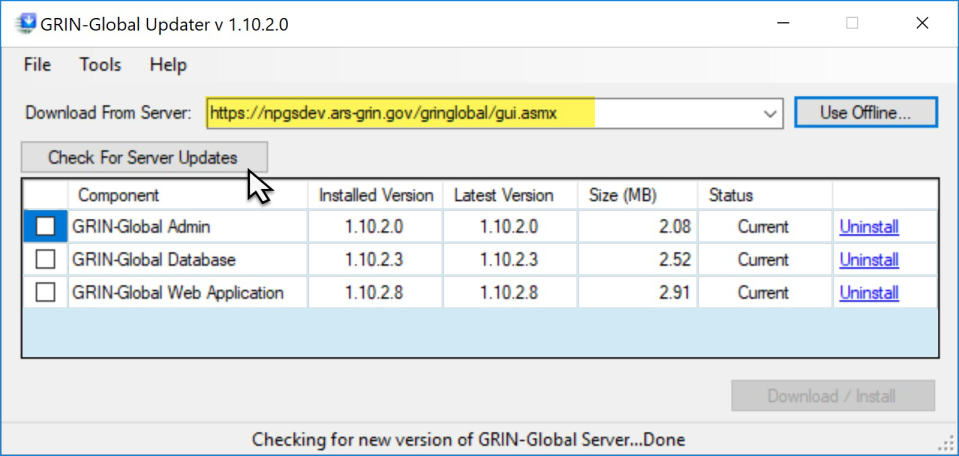 GRIN-Global Updater v 1.10.2.0
File Tools Help
Download From Server: https://npgsdev.ars-grin.gov/gringlobal/gui.asmx Use Offline...
Check For Server Updates
Component Installed Version Latest Version Size (MB) Status
GRIN-Global Admin 1.10.2.0 1.10.2.0 2.08 Current Uninstall
GRIN-Global Database 1.10.2.3 1.10.2.3 2.52 Current Uninstall
GRIN-Global Web Application 1.10.2.8 1.10.2.8 2.91 Current Uninstall
Download / Install
Checking for new version of GRIN-Global Server...Done